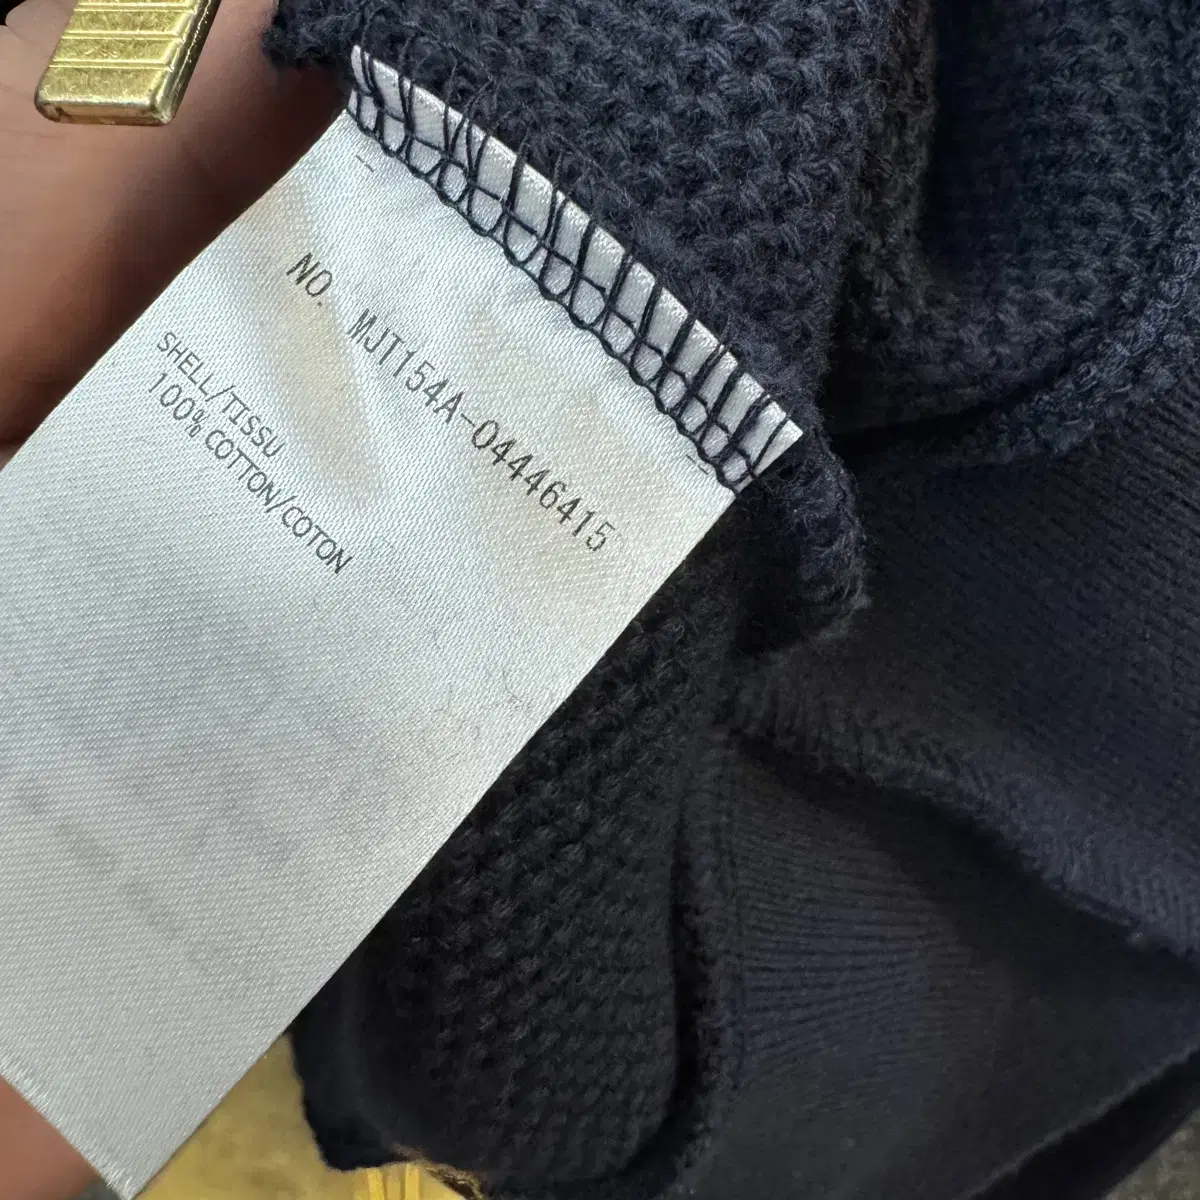 NO. MJT154A-04446415
SHELL/TISSU
100% COTTON/COTON